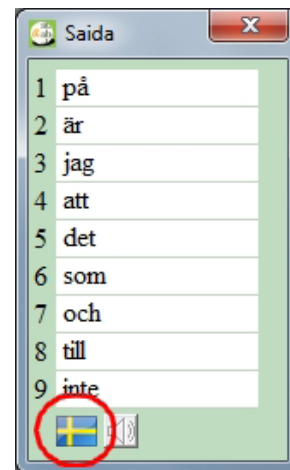 Saida
1 på
2 är
3 jag
4 att
5 det
6 som
7 och
8 till
9 inte